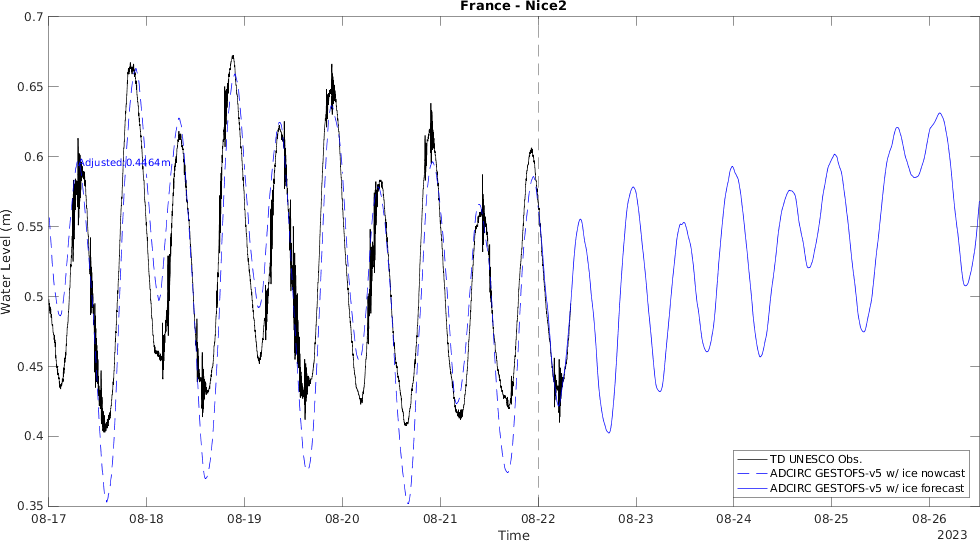 France - Nice2
0.7
0.65
0.6
0.55
0.5
0.45
0.4
0.35
Water Level (m)
Adjusted:0.4464m
TD UNESCO Obs.
ADCIRC GESTOFS-v5 w/ ice nowcast
ADCIRC GESTOFS-v5 w/ ice forecast
08-17 08-18 08-19 08-20 08-21 08-22 08-23 08-24 08-25 08-26
Time
2023